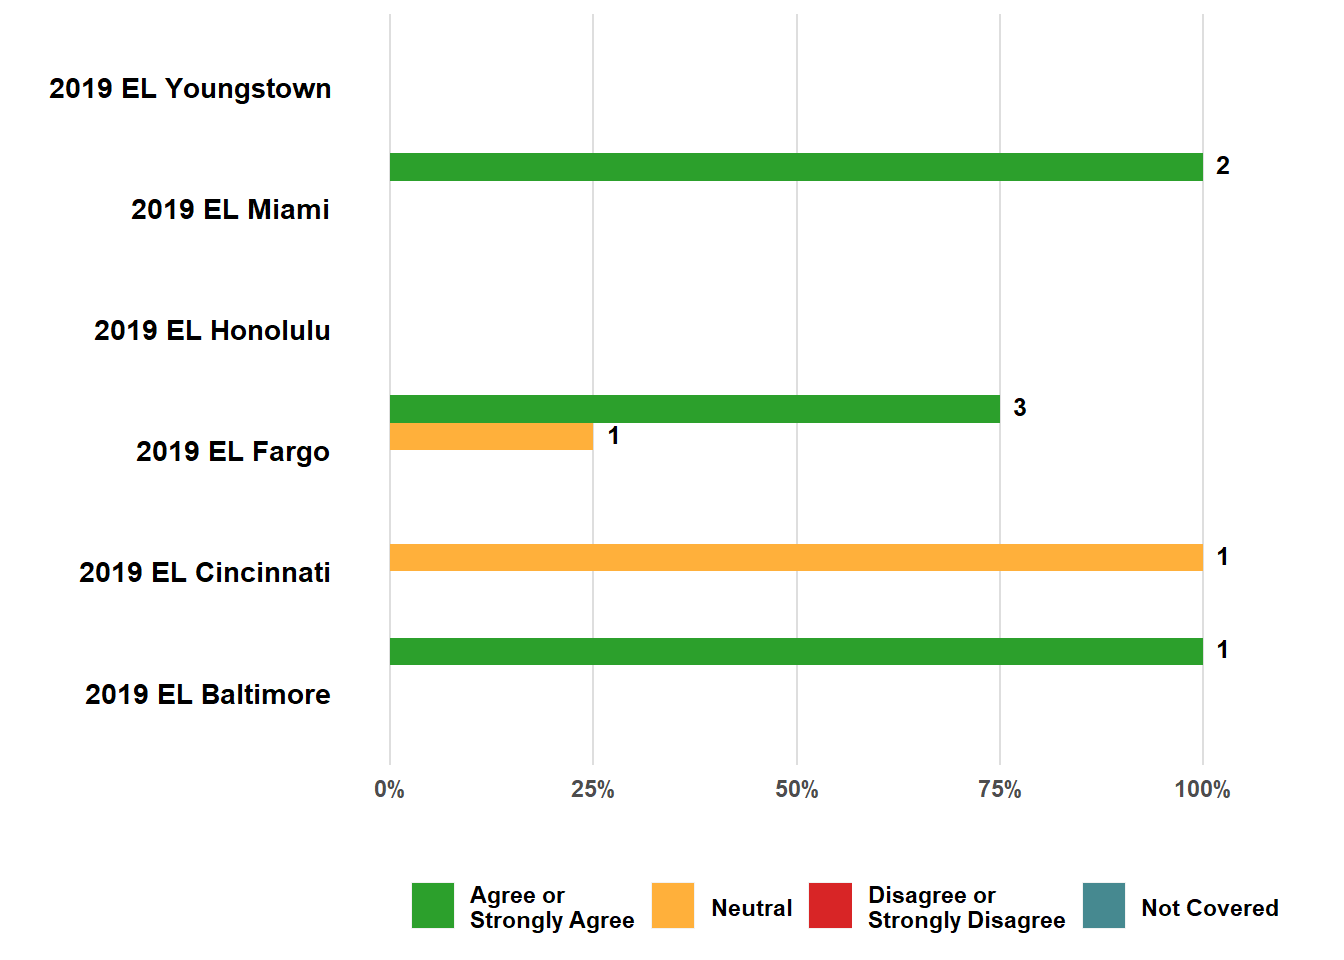 2019 EL Youngstown
2
2019 EL Miami
2019 EL Honolulu
3
1
2019 EL Fargo
1
2019 EL Cincinnati
1
2019 EL Baltimore
0% 25% 50% 75% 100%
Agree or
Strongly Agree
Neutral
Disagree or
Strongly Disagree
Not Covered